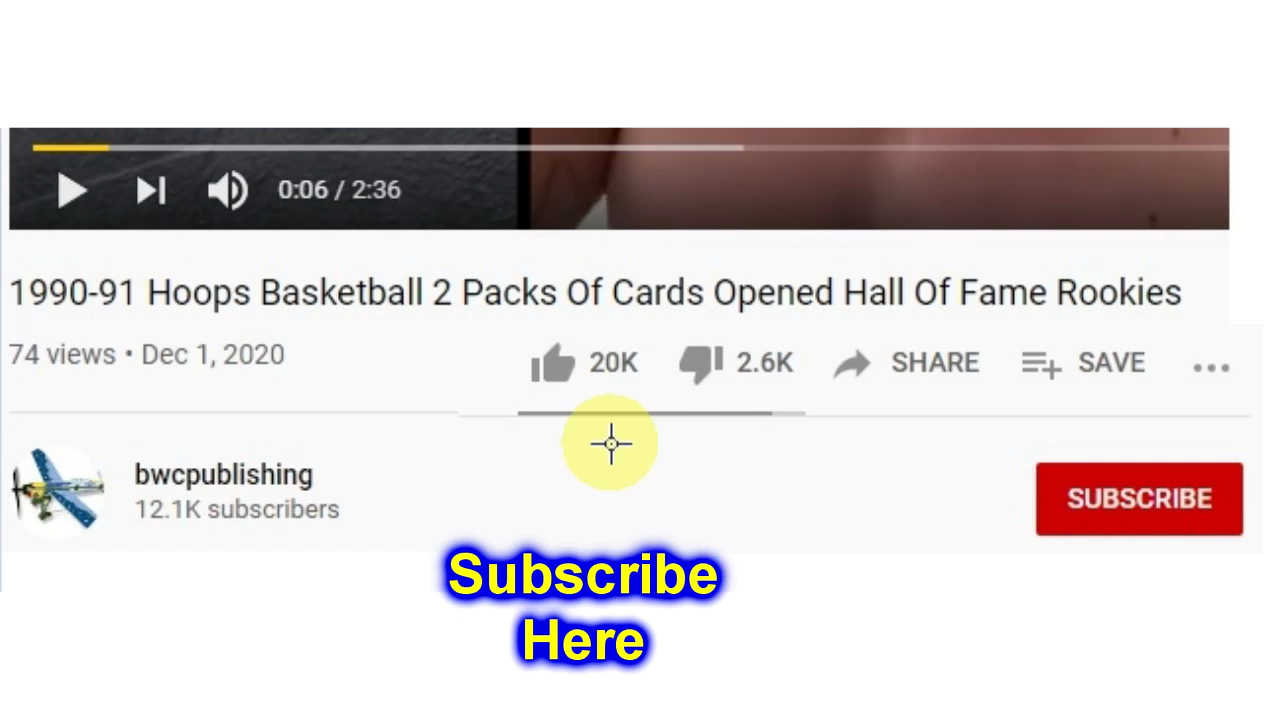 0:06 / 2:36
1990-91 Hoops Basketball 2 Packs Of Cards Opened Hall Of Fame Rookies
74 views • Dec 1, 2020
20K 2.6K SHARE SAVE ...
bwcpublishing
12.1K subscribers
SUBSCRIBE
Subscribe
Here